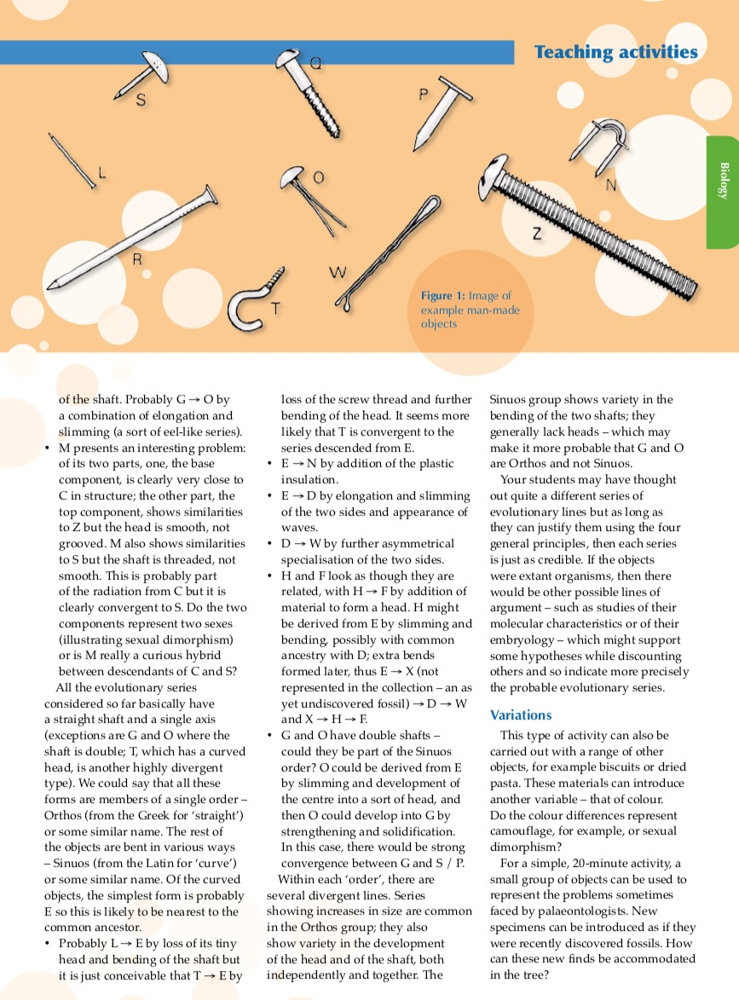 Teaching activities
S
Q
P
L
O
N
Biology
R
Z
W
T
Figure 1: Image of
example man-made
objects
of the shaft. Probably G → O by
a combination of elongation and
slimming (a sort of eel-like series).
• M presents an interesting problem:
of its two parts, one, the base
component, is clearly very close to
C in structure; the other part, the
top component, shows similarities
to Z but the head is smooth, not
grooved. M also shows similarities
to S but the shaft is threaded, not
smooth. This is probably part
of the radiation from C but it is
clearly convergent to S. Do the two
components represent two sexes
(illustrating sexual dimorphism)
or is M really a curious hybrid
between descendants of C and S?
All the evolutionary series
considered so far basically have
a straight shaft and a single axis
(exceptions are G and O where the
shaft is double; T, which has a curved
head, is another highly divergent
type). We could say that all these
forms are members of a single order –
Orthos (from the Greek for ‘straight’)
or some similar name. The rest of
the objects are bent in various ways
– Sinuos (from the Latin for ‘curve’)
or some similar name. Of the curved
objects, the simplest form is probably
E so this is likely to be nearest to the
common ancestor.
• Probably L → E by loss of its tiny
head and bending of the shaft but
it is just conceivable that T → E by
loss of the screw thread and further
bending of the head. It seems more
likely that T is convergent to the
series descended from E.
• E → N by addition of the plastic
insulation.
• E → D by elongation and slimming
of the two sides and appearance of
waves.
• D → W by further asymmetrical
specialisation of the two sides.
• H and F look as though they are
related, with H → F by addition of
material to form a head. H might
be derived from E by slimming and
bending, possibly with common
ancestry with D; extra bends
formed later, thus E → X (not
represented in the collection – an as
yet undiscovered fossil) → D → W
and X → H → F.
• G and O have double shafts –
could they be part of the Sinuos
order? O could be derived from E
by slimming and development of
the centre into a sort of head, and
then O could develop into G by
strengthening and solidification.
In this case, there would be strong
convergence between G and S / P.
Within each ‘order’, there are
several divergent lines. Series
showing increases in size are common
in the Orthos group; they also
show variety in the development
of the head and of the shaft, both
independently and together. The
Sinuos group shows variety in the
bending of the two shafts; they
generally lack heads – which may
make it more probable that G and O
are Orthos and not Sinuos.
Your students may have thought
out quite a different series of
evolutionary lines but as long as
they can justify them using the four
general principles, then each series
is just as credible. If the objects
were extant organisms, then there
would be other possible lines of
argument – such as studies of their
molecular characteristics or of their
embryology – which might support
some hypotheses while discounting
others and so indicate more precisely
the probable evolutionary series.
Variations
This type of activity can also be
carried out with a range of other
objects, for example biscuits or dried
pasta. These materials can introduce
another variable – that of colour.
Do the colour differences represent
camouflage, for example, or sexual
dimorphism?
For a simple, 20-minute activity, a
small group of objects can be used to
represent the problems sometimes
faced by palaeontologists. New
specimens can be introduced as if they
were recently discovered fossils. How
can these new finds be accommodated
in the tree?